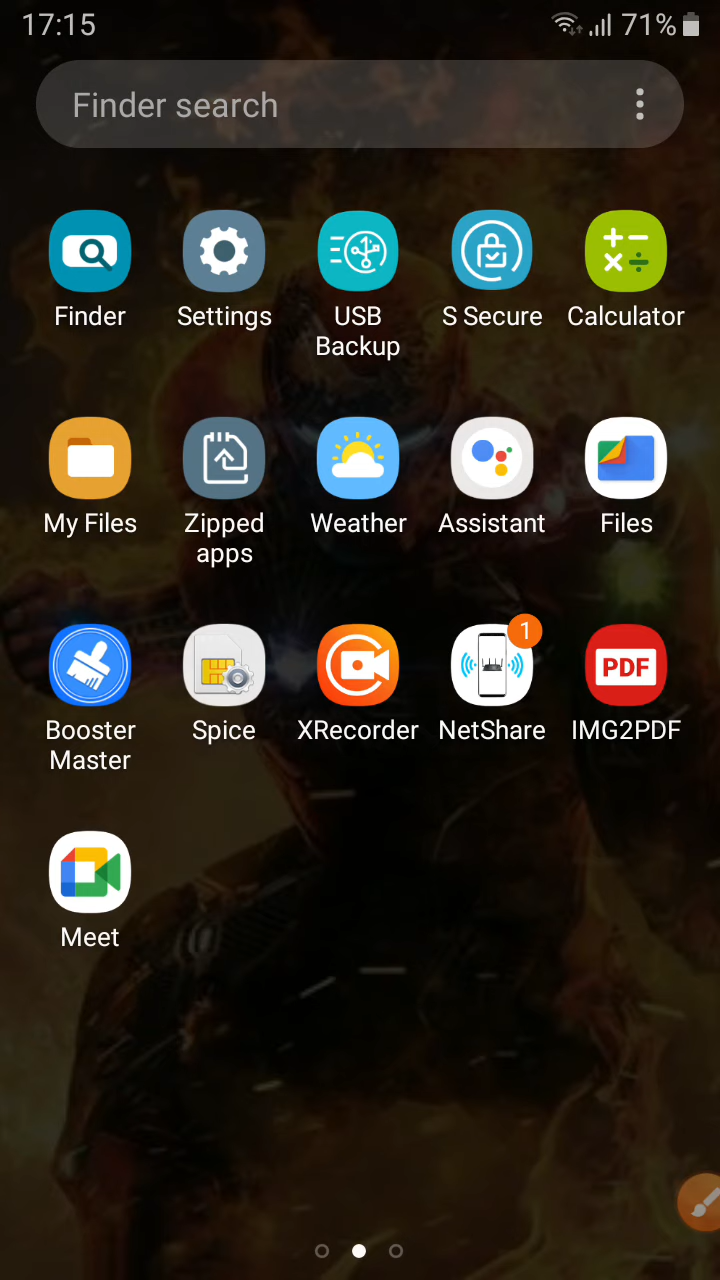 17:15 71%
Finder search
Finder Settings USB Backup S Secure Calculator
My Files Zipped apps Weather Assistant Files
1
PDF
Booster Master Spice XRecorder NetShare IMG2PDF
Meet